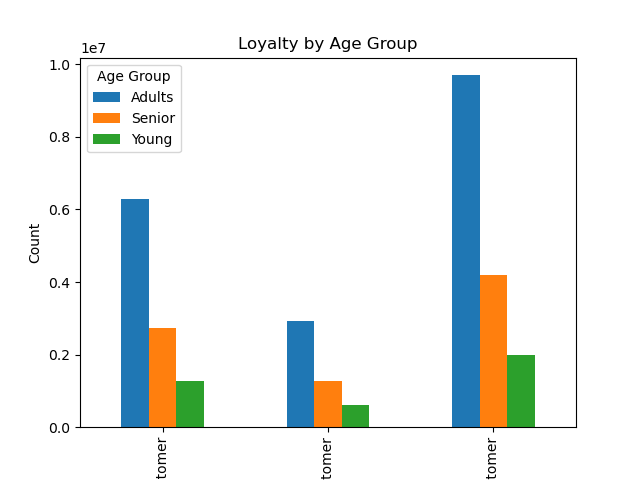 Loyalty by Age Group
1e7
1.0
0.8
0.6
0.4
0.2
0.0
Count
Age Group
Adults
Senior
Young
tomer
tomer
tomer